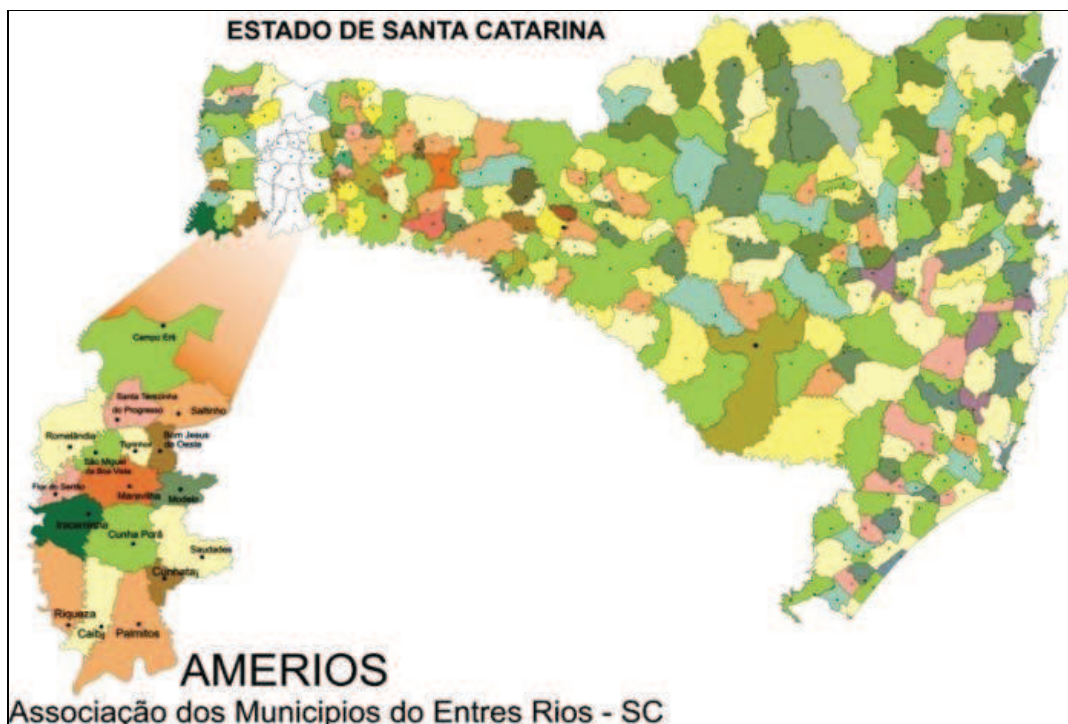 ESTADO DE SANTA CATARINA
Campo Erê
Santa Terezinha
do Progresso
Saltinho
Romelândia
Tigrinhos
Bom Jesus
do Oeste
São Miguel
da Boa Vista
Flor do Sertão
Maravilha
Modelo
Iraceminha
Cunha Porã
Saudades
Cunhataí
Riqueza
Caibi
Palmitos
AMERIOS
Associação dos Municipios do Entres Rios - SC